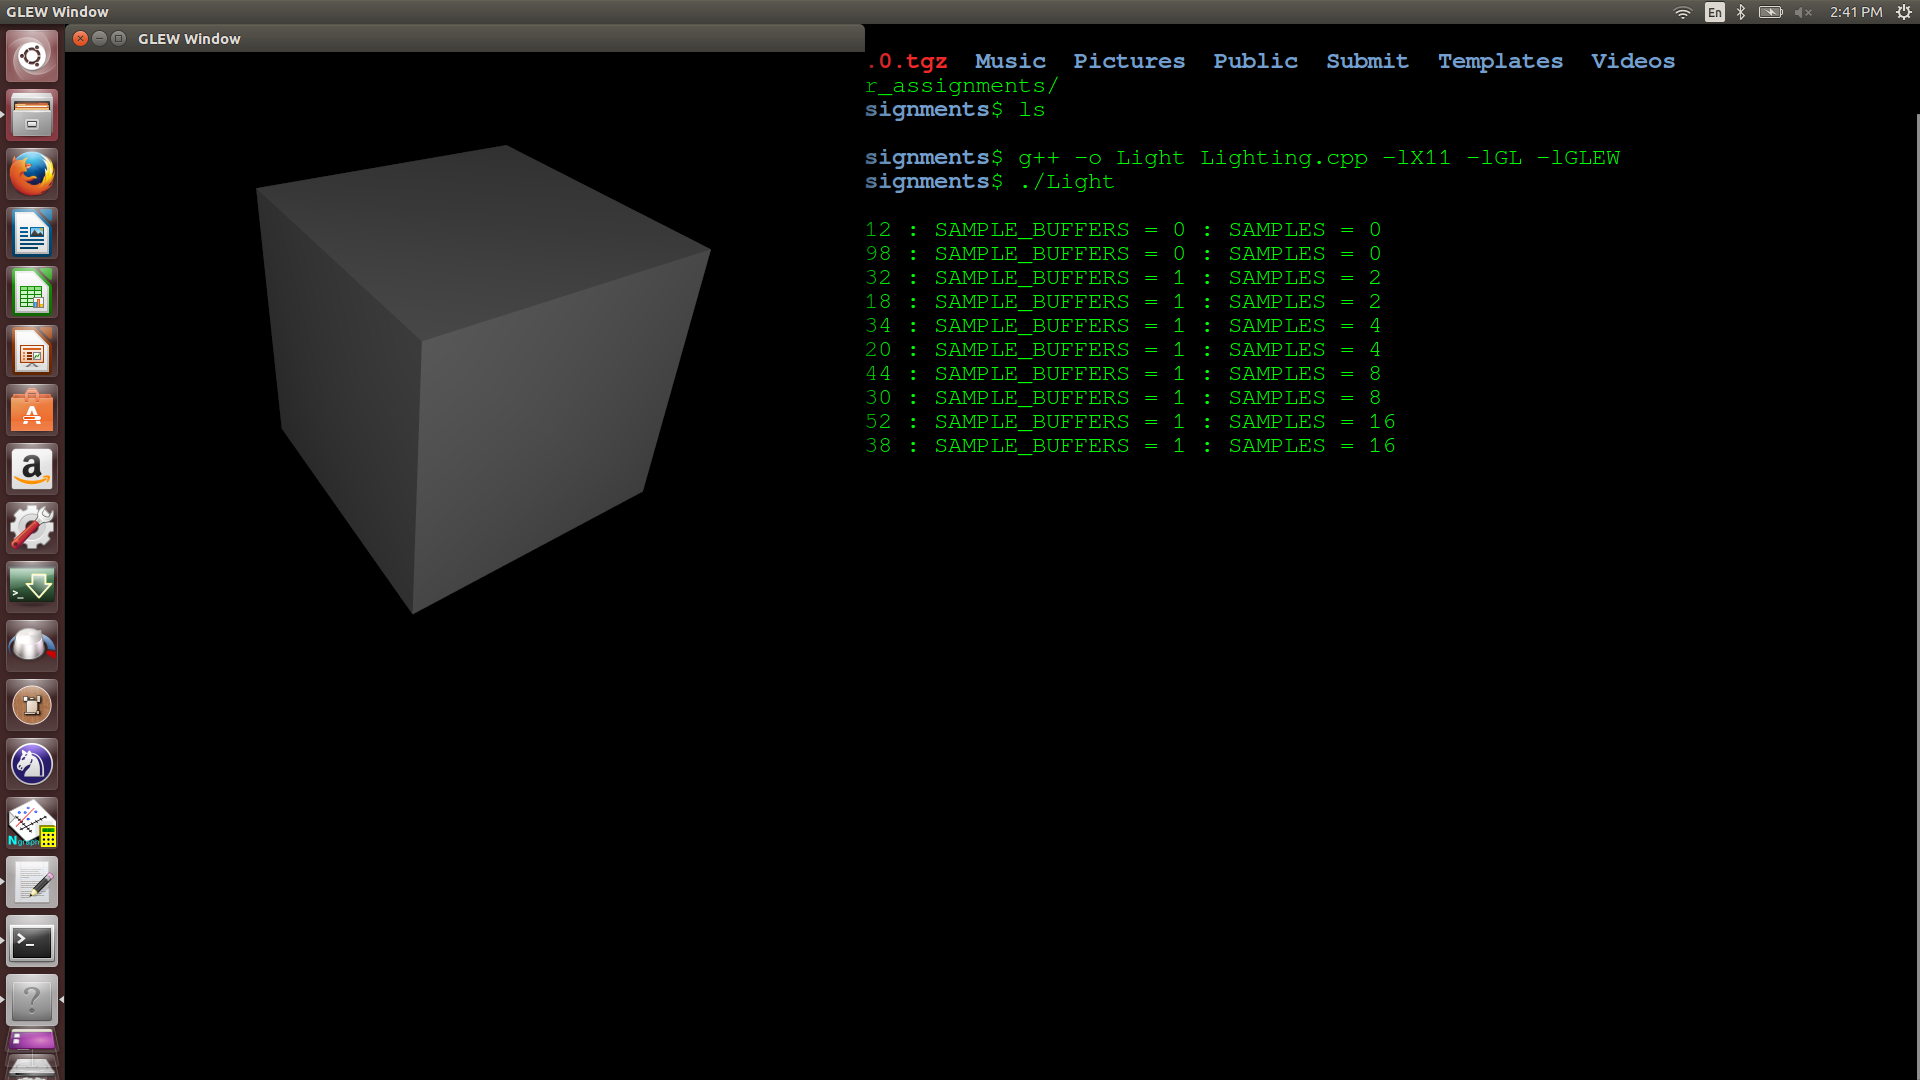 GLEW Window
En
2:41 PM
GLEW Window
.0.tgz Music Pictures Public Submit Templates Videos
r_assignments/
signments$ ls
signments$ g++ -o Light Lighting.cpp -lX11 -lGL -lGLEW
signments$ ./Light
12 : SAMPLE_BUFFERS = 0 : SAMPLES = 0
98 : SAMPLE_BUFFERS = 0 : SAMPLES = 0
32 : SAMPLE_BUFFERS = 1 : SAMPLES = 2
18 : SAMPLE_BUFFERS = 1 : SAMPLES = 2
34 : SAMPLE_BUFFERS = 1 : SAMPLES = 4
20 : SAMPLE_BUFFERS = 1 : SAMPLES = 4
44 : SAMPLE_BUFFERS = 1 : SAMPLES = 8
30 : SAMPLE_BUFFERS = 1 : SAMPLES = 8
52 : SAMPLE_BUFFERS = 1 : SAMPLES = 16
38 : SAMPLE_BUFFERS = 1 : SAMPLES = 16
A
a
>_
Ngraph
>_
?